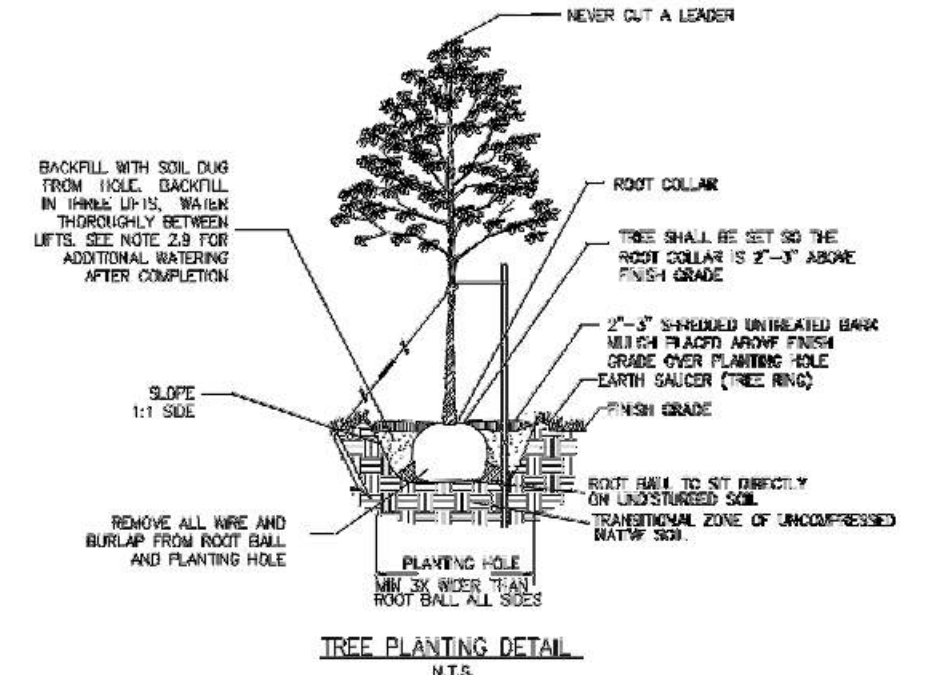 NEVER CUT A LEADER
BACKFILL WITH SOIL DUG
FROM HOLE. BACKFILL
IN THREE LIFTS, WATER
THOROUGHLY BETWEEN
LIFTS. SEE NOTE 2.9 FOR
ADDITIONAL WATERING
AFTER COMPLETION
ROOT COLLAR
TREE SHALL BE SET SO THE
ROOT COLLAR IS 2"-3" ABOVE
FINISH GRADE
2"-3" SHREDDED UNTREATED BARK
MULCH PLACED ABOVE FINISH
GRADE OVER PLANTING HOLE
EARTH SAUCER (TREE RING)
FINISH GRADE
SLOPE
1:1 SIDE
ROOT BALL TO SIT DIRECTLY
ON UNDISTURBED SOIL
TRANSITIONAL ZONE OF UNCOMPRESSED
NATIVE SOIL
REMOVE ALL WIRE AND
BURLAP FROM ROOT BALL
AND PLANTING HOLE
PLANTING HOLE
MIN 3X WIDER THAN
ROOT BALL ALL SIDES
TREE PLANTING DETAIL
N.T.S.